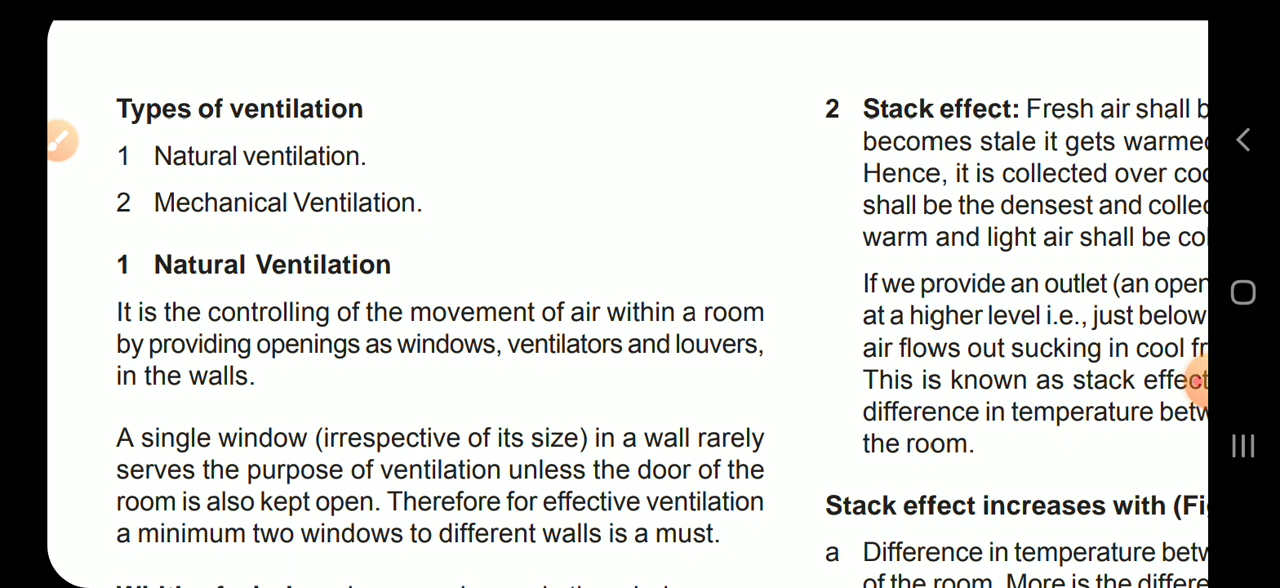 Types of ventilation
1 Natural ventilation.
2 Mechanical Ventilation.
1 Natural Ventilation
It is the controlling of the movement of air within a room
by providing openings as windows, ventilators and louvers,
in the walls.
A single window (irrespective of its size) in a wall rarely
serves the purpose of ventilation unless the door of the
room is also kept open. Therefore for effective ventilation
a minimum two windows to different walls is a must.
2 Stack effect: Fresh air shall
becomes stale it gets
Hence, it is collected over
shall be the densest and
warm and light air shall be
If we provide an outlet (an
at a higher level i.e., just below
air flows out sucking in cool
This is known as stack effect
difference in temperature
the room.
Stack effect increases with
a Difference in temperature
of the room. More is the